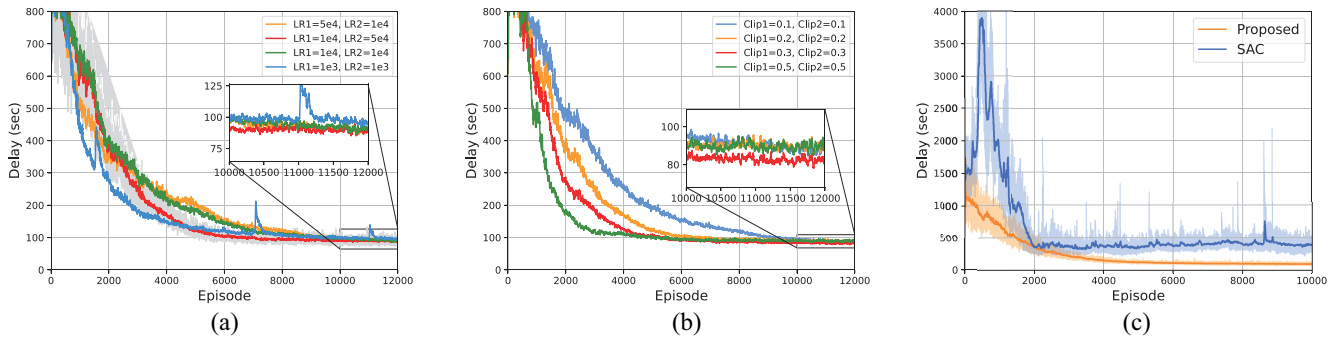 800
700
600
500
400
300
200
100
0
Delay (sec)
LR1=5e4, LR2=1e4
LR1=1e4, LR2=5e4
LR1=1e4, LR2=1e4
LR1=1e3, LR2=1e3
125
100
75
10000 10500 11000 11500 12000
0 2000 4000 6000 8000 10000 12000
Episode
(a)
800
700
600
500
400
300
200
100
0
Delay (sec)
Clip1=0.1, Clip2=0.1
Clip1=0.2, Clip2=0.2
Clip1=0.3, Clip2=0.3
Clip1=0.5, Clip2=0.5
100
80
10000 10500 11000 11500 12000
0 2000 4000 6000 8000 10000 12000
Episode
(b)
4000
3500
3000
2500
2000
1500
1000
500
0
Delay (sec)
Proposed
SAC
0 2000 4000 6000 8000 10000
Episode
(c)